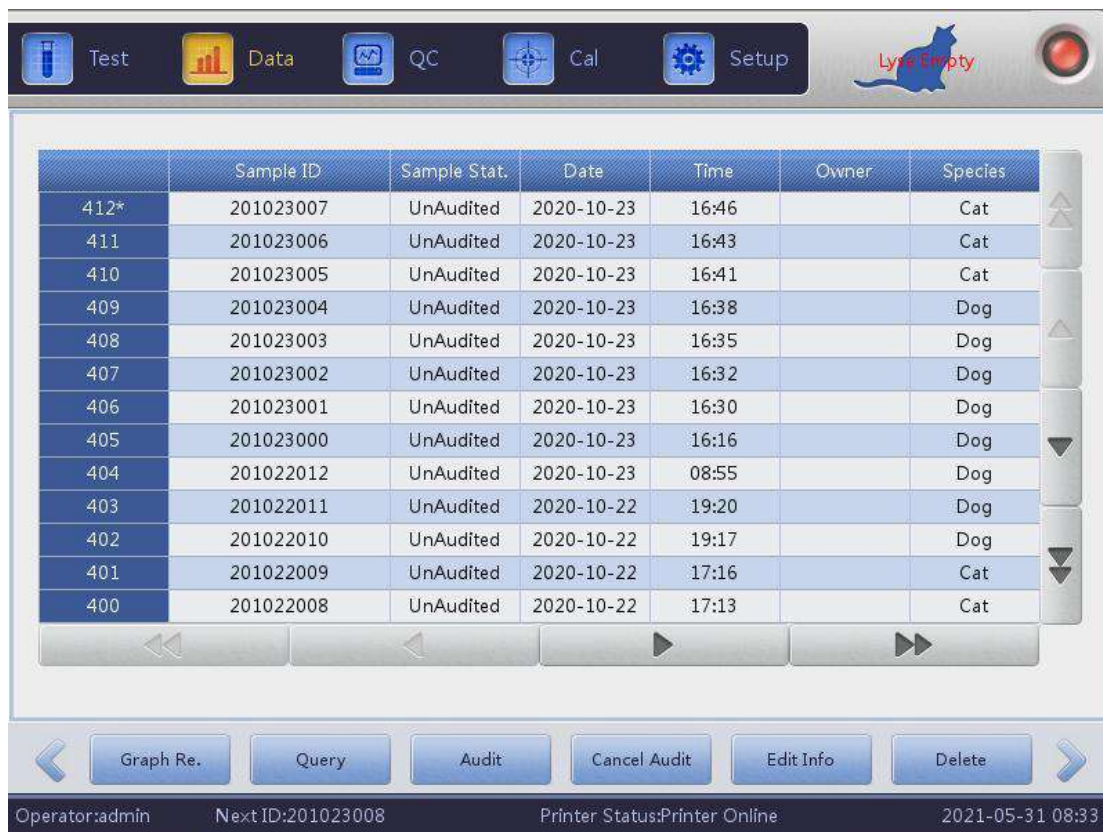 Test Data QC Cal Setup Lyse Empty
Sample ID Sample Stat. Date Time Owner Species
412* 201023007 UnAudited 2020-10-23 16:46 Cat
411 201023006 UnAudited 2020-10-23 16:43 Cat
410 201023005 UnAudited 2020-10-23 16:41 Cat
409 201023004 UnAudited 2020-10-23 16:38 Dog
408 201023003 UnAudited 2020-10-23 16:35 Dog
407 201023002 UnAudited 2020-10-23 16:32 Dog
406 201023001 UnAudited 2020-10-23 16:30 Dog
405 201023000 UnAudited 2020-10-23 16:16 Dog
404 201022012 UnAudited 2020-10-23 08:55 Dog
403 201022011 UnAudited 2020-10-22 19:20 Dog
402 201022010 UnAudited 2020-10-22 19:17 Dog
401 201022009 UnAudited 2020-10-22 17:16 Cat
400 201022008 UnAudited 2020-10-22 17:13 Cat
Graph Re. Query Audit Cancel Audit Edit Info Delete
Operator:admin Next ID:201023008 Printer Status:Printer Online 2021-05-31 08:33